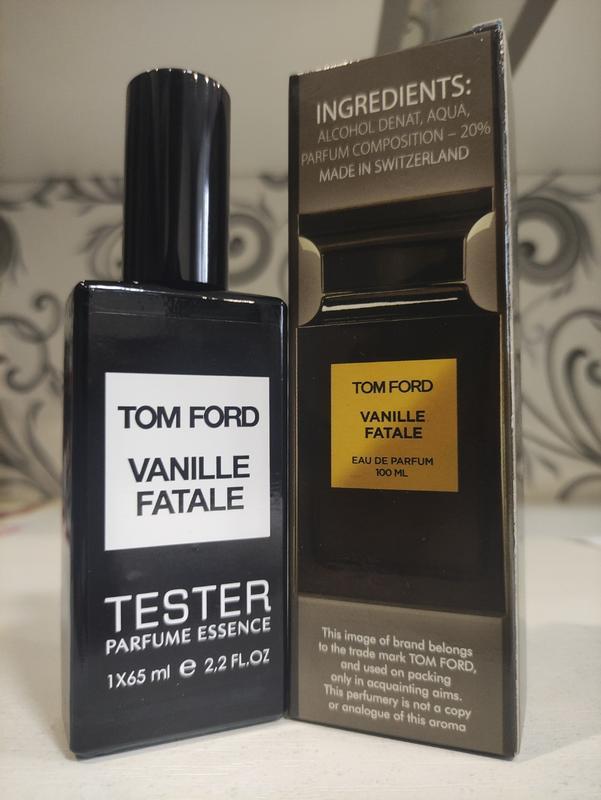 TOM FORD
VANILLE
FATALE
TESTER
PARFUME ESSENCE
1X65 ml e 2,2 FL.OZ
INGREDIENTS:
ALCOHOL DENAT, AQUA,
PARFUM COMPOSITION – 20%
MADE IN SWITZERLAND
TOM FORD
VANILLE
FATALE
EAU DE PARFUM
100 ML
This image of brand belongs
to the trade mark TOM FORD,
and used on packing
only in acquainting aims.
This perfumery is not a copy
or analogue of this aroma